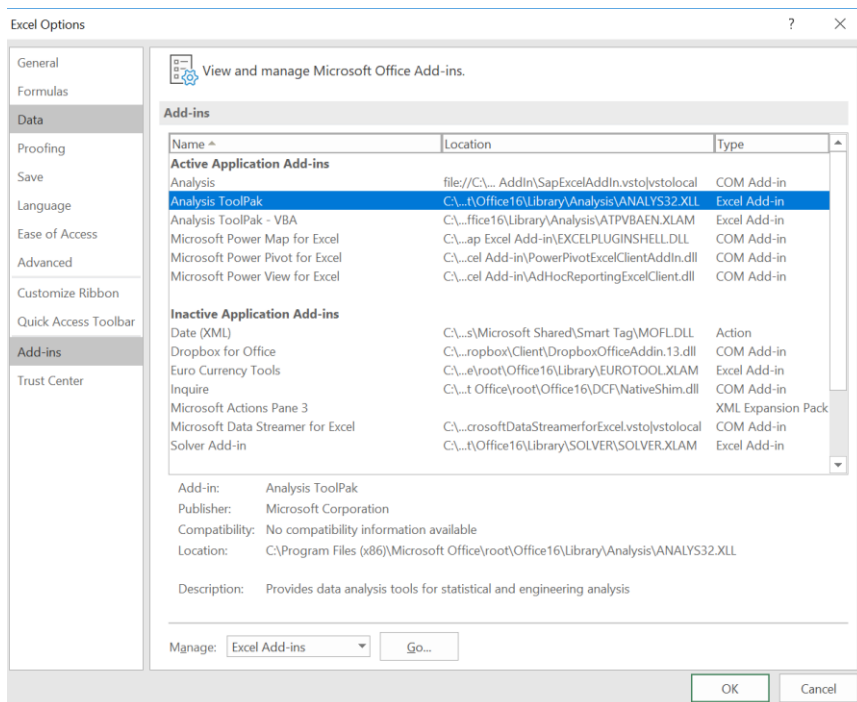 Excel Options ? ×
General
Formulas
Data
Proofing
Save
Language
Ease of Access
Advanced
Customize Ribbon
Quick Access Toolbar
Add-ins
Trust Center
View and manage Microsoft Office Add-ins.
Add-ins
Name Location Type
Active Application Add-ins
Analysis file://C:\... AddIn\SapExcelAddIn.vsto|vstolocal COM Add-in
Analysis ToolPak C:\...t\Office16\Library\Analysis\ANALYS32.XLL Excel Add-in
Analysis ToolPak - VBA C:\...ffice16\Library\Analysis\ATPVBAEN.XLAM Excel Add-in
Microsoft Power Map for Excel C:\...ap Excel Add-in\EXCELPLUGINSHELL.DLL COM Add-in
Microsoft Power Pivot for Excel C:\...cel Add-in\PowerPivotExcelClientAddIn.dll COM Add-in
Microsoft Power View for Excel C:\...cel Add-in\AdHocReportingExcelClient.dll COM Add-in
Inactive Application Add-ins
Date (XML) C:\...s\Microsoft Shared\Smart Tag\MOFL.DLL Action
Dropbox for Office C:\...ropbox\Client\DropboxOfficeAddin.13.dll COM Add-in
Euro Currency Tools C:\...e\root\Office16\Library\EUROTOOL.XLAM Excel Add-in
Inquire C:\...t Office\root\Office16\DCF\NativeShim.dll COM Add-in
Microsoft Actions Pane 3 XML Expansion Pack
Microsoft Data Streamer for Excel C:\...crosoftDataStreamerforExcel.vsto|vstolocal COM Add-in
Solver Add-in C:\...t\Office16\Library\SOLVER\SOLVER.XLAM Excel Add-in
Add-in: Analysis ToolPak
Publisher: Microsoft Corporation
Compatibility: No compatibility information available
Location: C:\Program Files (x86)\Microsoft Office\root\Office16\Library\Analysis\ANALYS32.XLL
Description: Provides data analysis tools for statistical and engineering analysis
Manage: Excel Add-ins Go...
OK Cancel